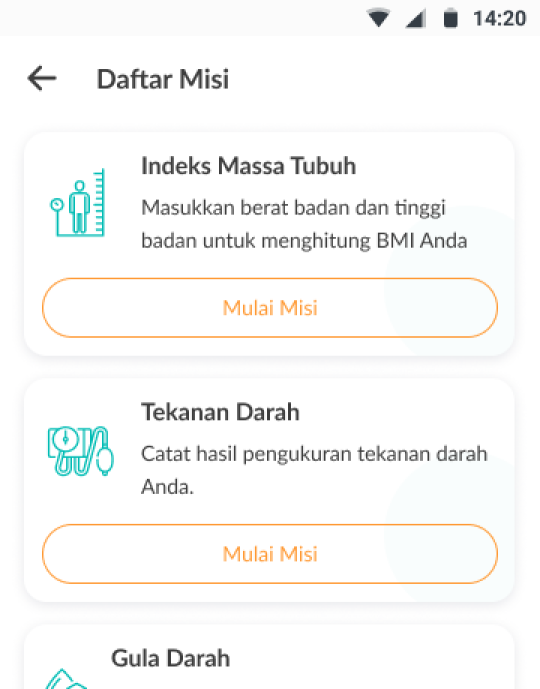 14:20
Daftar Misi
Indeks Massa Tubuh
Masukkan berat badan dan tinggi
badan untuk menghitung BMI Anda
Mulai Misi
Tekanan Darah
Catat hasil pengukuran tekanan darah
Anda.
Mulai Misi
Gula Darah